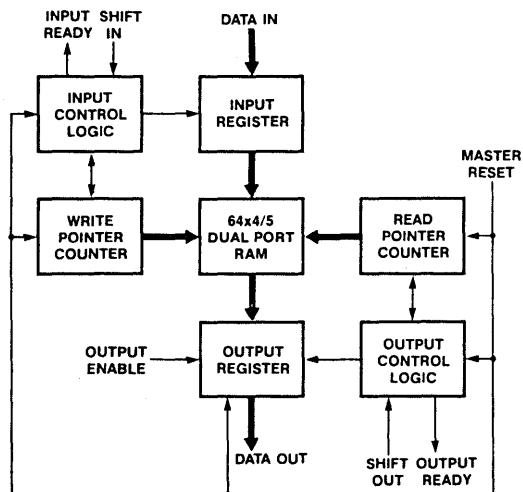 INPUT READY
SHIFT IN
DATA IN
INPUT CONTROL LOGIC
INPUT REGISTER
MASTER RESET
WRITE POINTER COUNTER
64x4/5 DUAL PORT RAM
READ POINTER COUNTER
OUTPUT ENABLE
OUTPUT REGISTER
OUTPUT CONTROL LOGIC
DATA OUT
SHIFT OUT
OUTPUT READY